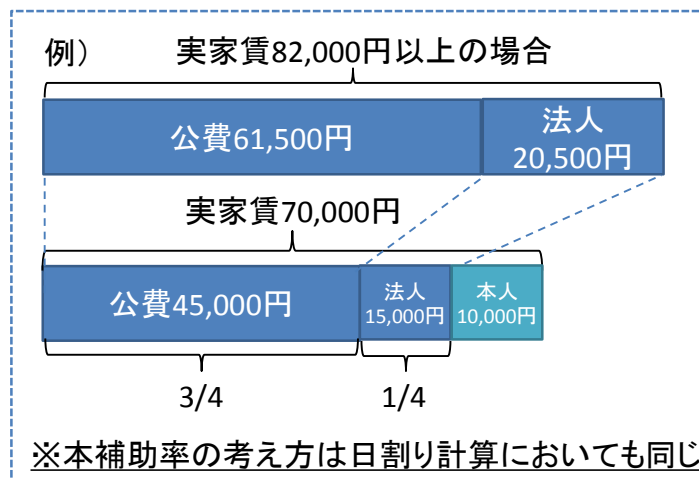 例） 実家賃82,000円以上の場合
公費61,500円
法人
20,500円
実家賃70,000円
公費45,000円
法人
15,000円
本人
10,000円
3/4 1/4
※本補助率の考え方は日割り計算においても同じ